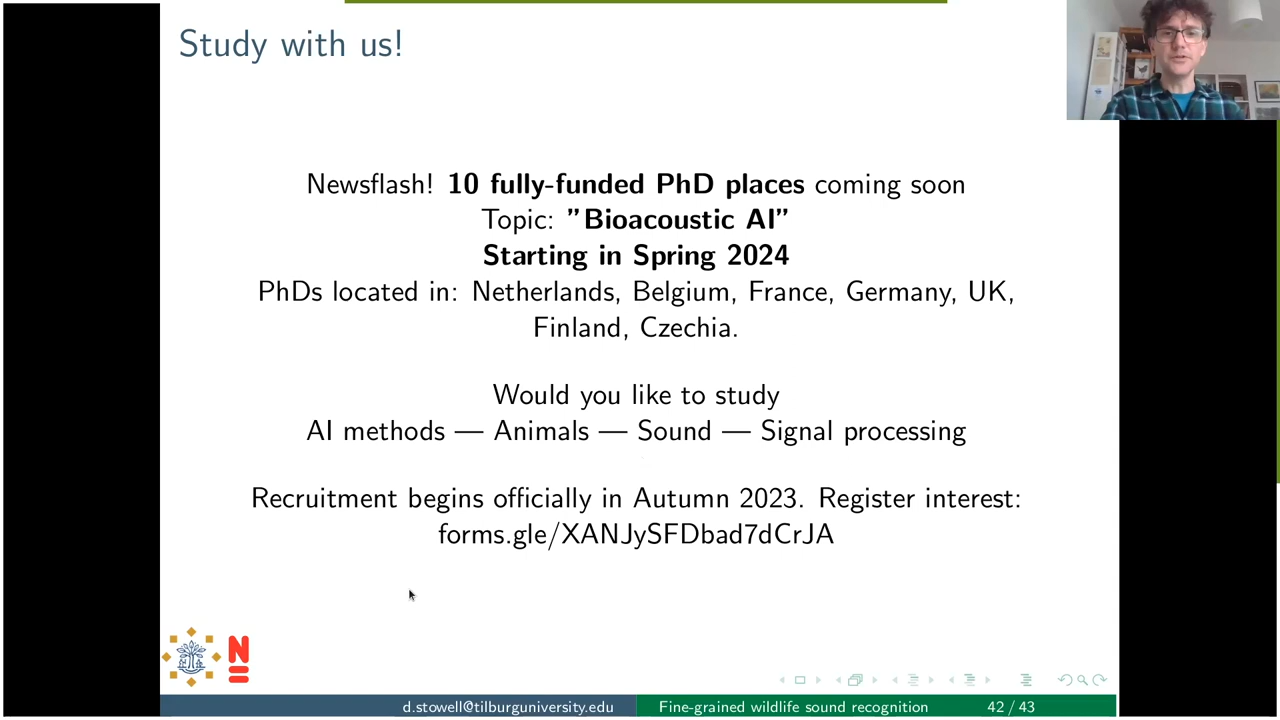 Study with us!
Newsflash! 10 fully-funded PhD places coming soon
Topic: ”Bioacoustic AI”
Starting in Spring 2024
PhDs located in: Netherlands, Belgium, France, Germany, UK,
Finland, Czechia.
Would you like to study
AI methods — Animals — Sound — Signal processing
Recruitment begins officially in Autumn 2023. Register interest:
forms.gle/XANJySFDbad7dCrJA
N
d.stowell@tilburguniversity.edu Fine-grained wildlife sound recognition 42 / 43